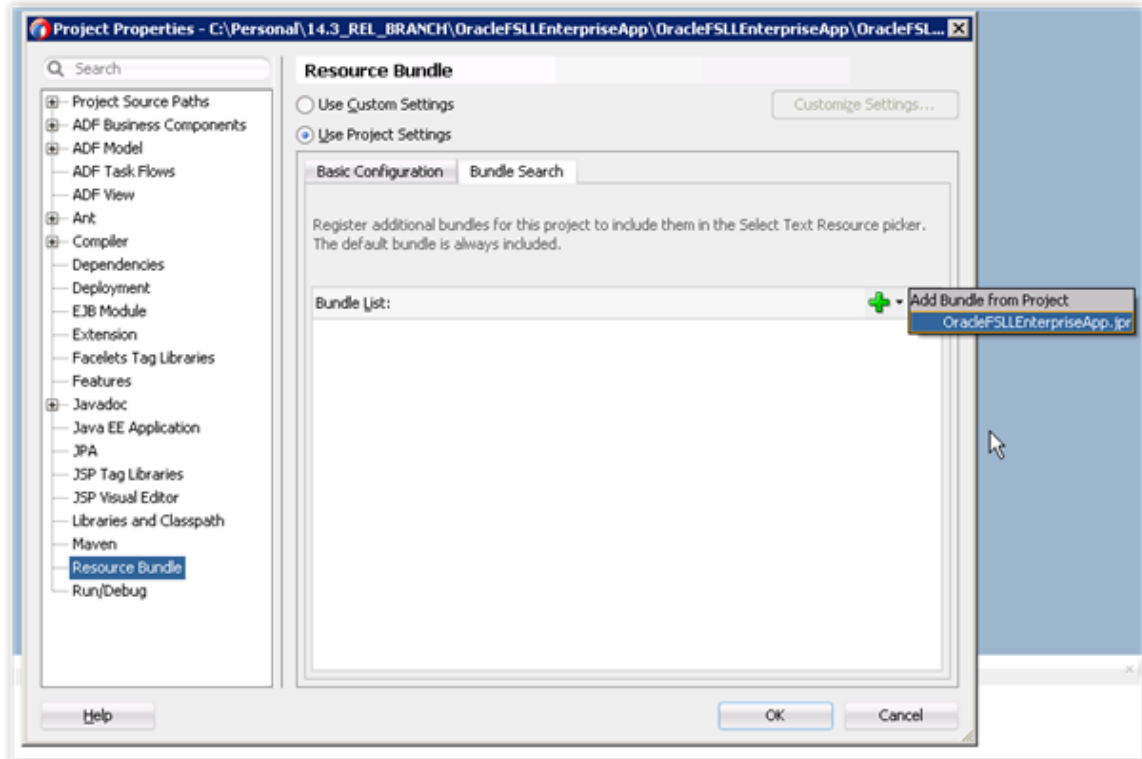 Project Properties - C:\Personal\14.3_REL_BRANCH\OracleFSLLEnterpriseApp\OracleFSLLEnterpriseApp\OracleFSL...
Search
Project Source Paths
ADF Business Components
ADF Model
ADF Task Flows
ADF View
Ant
Compiler
Dependencies
Deployment
EJB Module
Extension
Facelets Tag Libraries
Features
Javadoc
Java EE Application
JPA
JSP Tag Libraries
JSP Visual Editor
Libraries and Classpath
Maven
Resource Bundle
Run/Debug
Resource Bundle
Use Custom Settings
Customize Settings...
Use Project Settings
Basic Configuration
Bundle Search
Register additional bundles for this project to include them in the Select Text Resource picker.
The default bundle is always included.
Bundle List:
Add Bundle from Project
OracleFSLLEnterpriseApp.jpr
Help
OK
Cancel